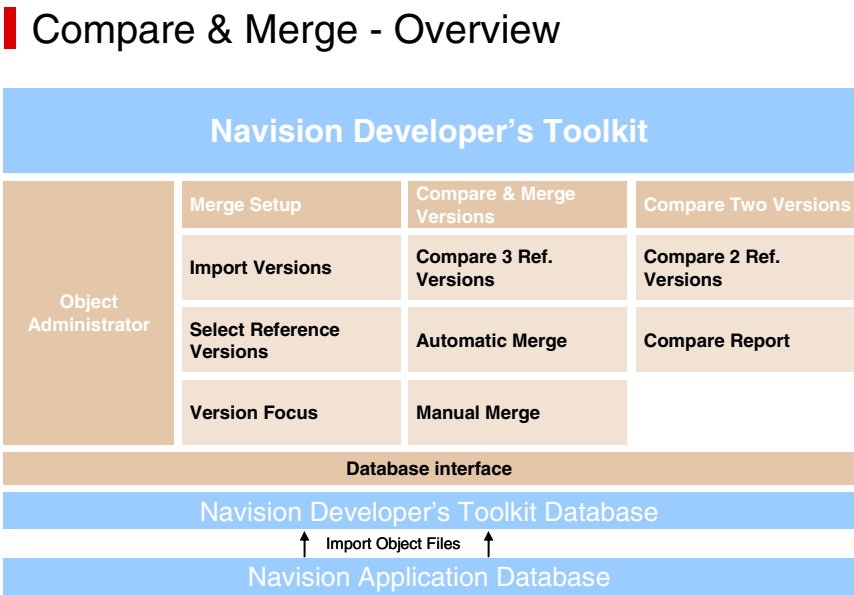 Compare & Merge - Overview
Navision Developer's Toolkit
Object
Administrator
Merge Setup
Import Versions
Select Reference
Versions
Version Focus
Compare & Merge
Versions
Compare 3 Ref.
Versions
Automatic Merge
Manual Merge
Compare Two Versions
Compare 2 Ref.
Versions
Compare Report
Database interface
Navision Developer's Toolkit Database
Import Object Files
Navision Application Database